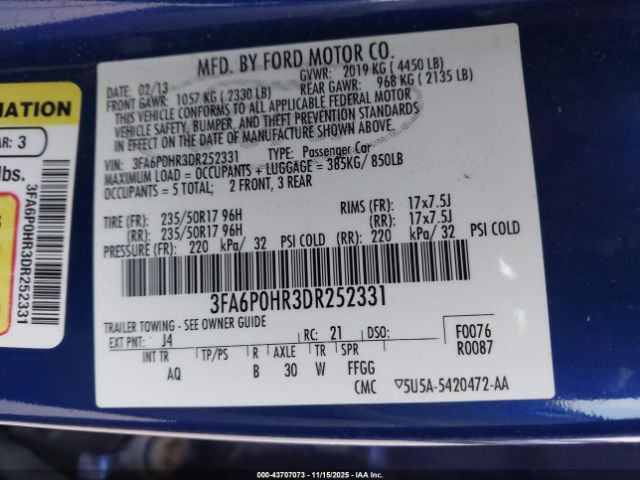 MFD. BY FORD MOTOR CO.
DATE: 02/13 GVWR: 2019 KG ( 4450 LB)
FRONT GAWR: 1057 KG ( 2330 LB) REAR GAWR: 968 KG ( 2135 LB)
THIS VEHICLE CONFORMS TO ALL APPLICABLE FEDERAL MOTOR
VEHICLE SAFETY, BUMPER, AND THEFT PREVENTION STANDARDS
IN EFFECT ON THE DATE OF MANUFACTURE SHOWN ABOVE.
VIN: 3FA6P0HR3DR252331 TYPE: Passenger Car
MAXIMUM LOAD = OCCUPANTS + LUGGAGE = 385KG/ 850LB
OCCUPANTS = 5 TOTAL; 2 FRONT, 3 REAR
TIRE (FR): 235/50R17 96H RIMS (FR): 17x7.5J
(RR): 235/50R17 96H (RR): 17x7.5J
PRESSURE (FR): 220 kPa/ 32 PSI COLD (RR): 220 kPa/ 32 PSI COLD
3FA6P0HR3DR252331
TRAILER TOWING - SEE OWNER GUIDE
EXT PNT: J4 RC: 21 DSO: F0076
R0087
INT TR TP/PS R AXLE TR SPR
AQ B 30 W FFGG
CMC 5U5A-5420472-AA
AR: 3
lbs.
3FA6P0HR3DR252331
000-43707073 - 11/15/2025 - IAAI.com